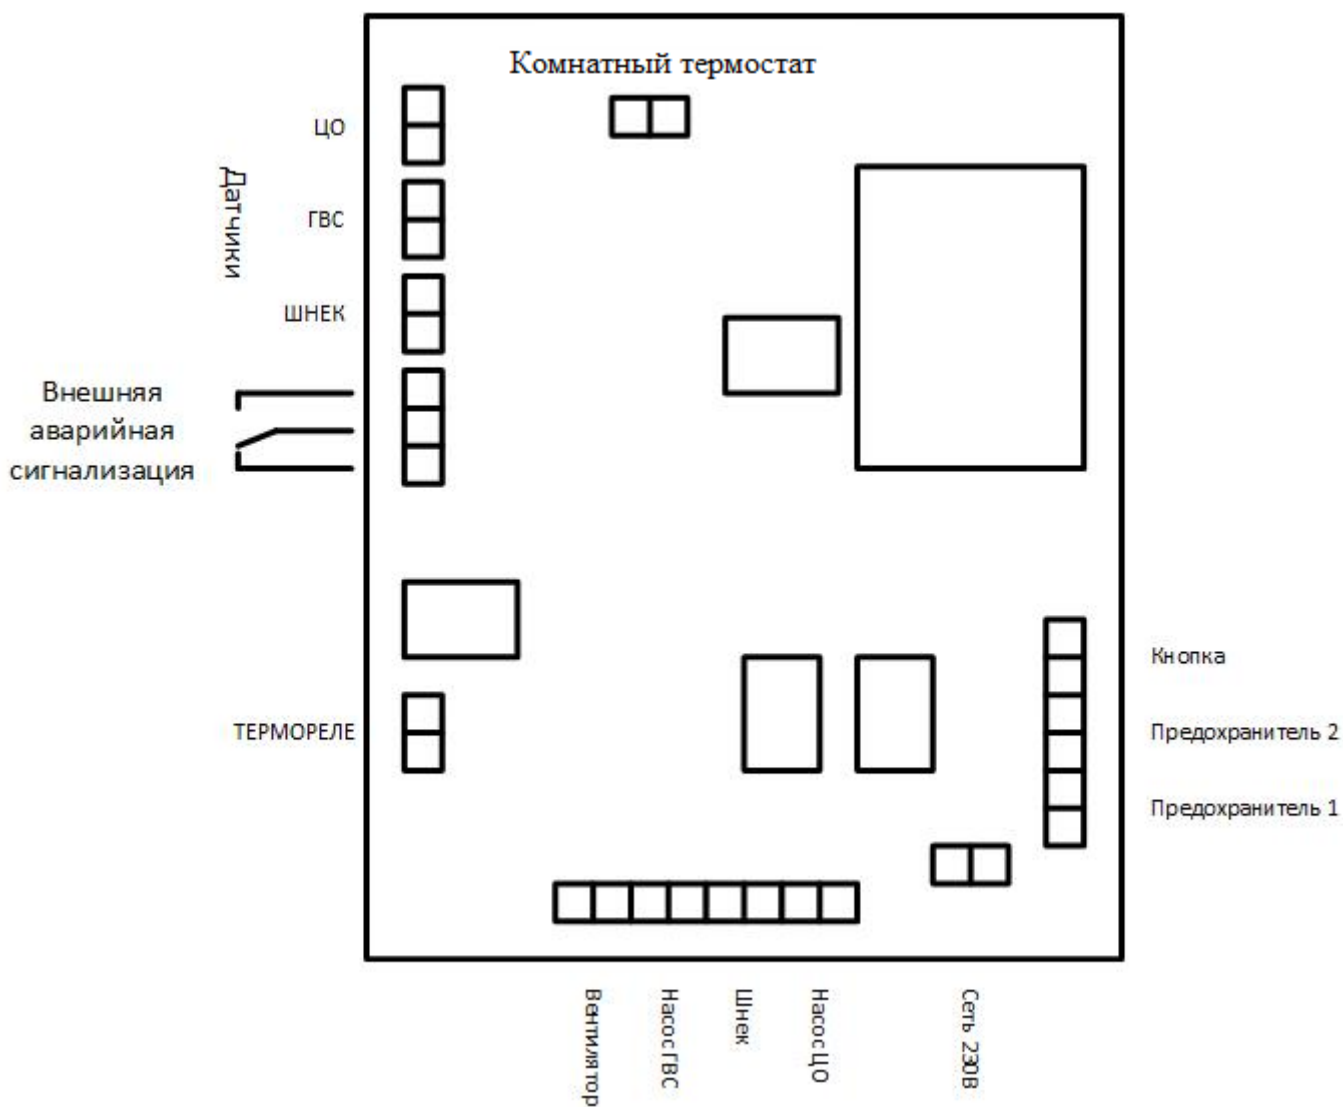 Комнатный термостат
ЦО
Датчики
ГВС
ШНЕК
Внешняя
аварийная
сигнализация
Кнопка
ТЕРМОРЕЛЕ
Предохранитель 2
Предохранитель 1
Вентилятор
Насос ГВС
Шнек
Насос ЦО
Сеть 230В